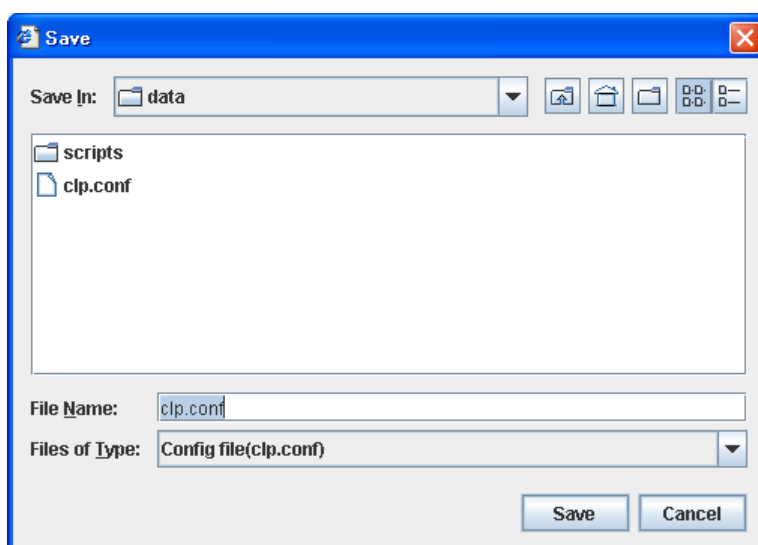 Save
Save In: data
scripts
clp.conf
File Name: clp.conf
Files of Type: Config file(clp.conf)
Save Cancel